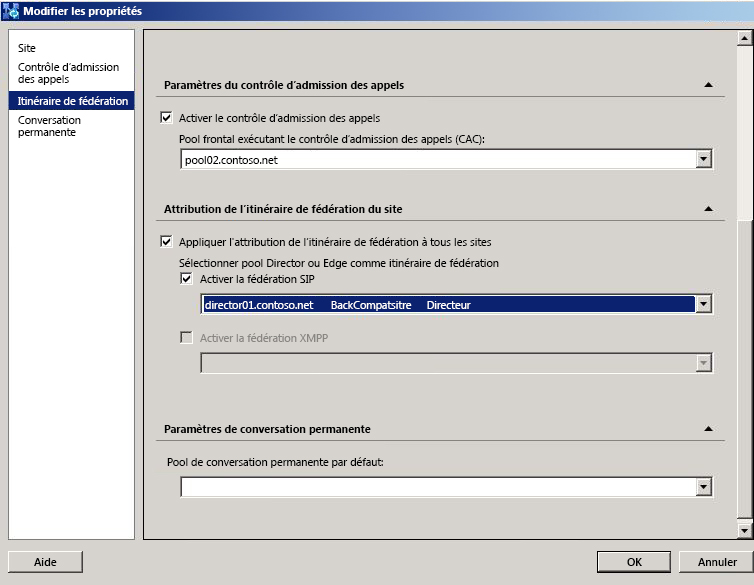 Modifier les propriétés
Site
Contrôle d'admission
des appels
Itinéraire de fédération
Conversation
permanente
Paramètres du contrôle d'admission des appels
Activer le contrôle d'admission des appels
Pool frontal exécutant le contrôle d'admission des appels (CAC):
pool02.contoso.net
Attribution de l'itinéraire de fédération du site
Appliquer l'attribution de l'itinéraire de fédération à tous les sites
Sélectionner pool Director ou Edge comme itinéraire de fédération
Activer la fédération SIP
director01.contoso.net BackCompatsitre Directeur
Activer la fédération XMPP
Paramètres de conversation permanente
Pool de conversation permanente par défaut:
Aide
OK
Annuler